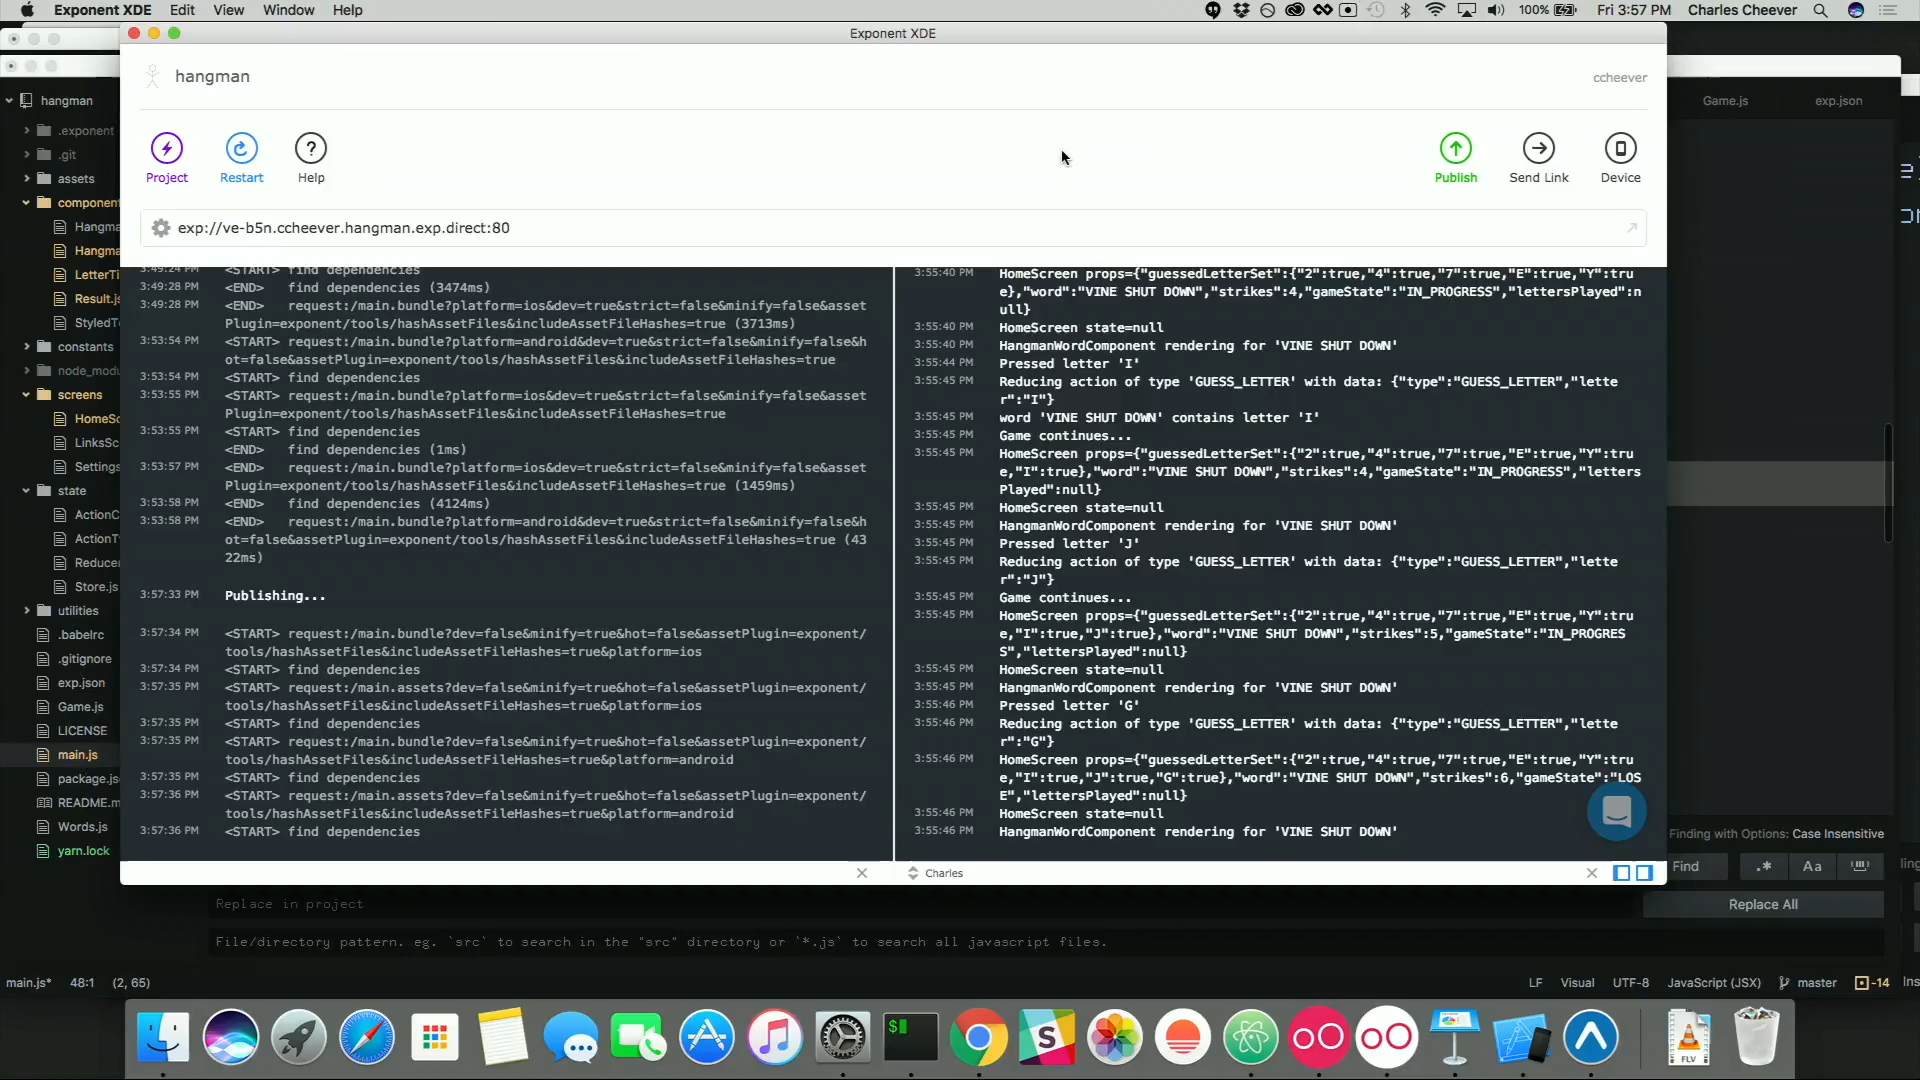 Exponent XDE Edit View Window Help
100% Fri 3:57 PM Charles Cheever
Exponent XDE
hangman
ccheever
Project
Restart
Help
Publish
Send Link
Device
exp://ve-b5n.ccheever.hangman.exp.direct:80
hangman
.exponent
.git
assets
component
Hangma
Hangma
LetterTi
Result.js
StyledT
constants
node_modu
screens
HomeSc
LinksSc
Settings
state
ActionC
ActionT
Reducer
Store.js
utilities
.babelrc
.gitignore
exp.json
Game.js
LICENSE
main.js
package.js
README.m
Words.js
yarn.lock
3:49:24 PM <START> find dependencies
3:49:28 PM <END> find dependencies (3474ms)
3:49:28 PM <END> request:/main.bundle?platform=ios&dev=true&strict=false&minify=false&asset
Plugin=exponent/tools/hashAssetFiles&includeAssetFileHashes=true (3713ms)
3:53:54 PM <START> request:/main.bundle?platform=android&dev=true&strict=false&minify=false&h
ot=false&assetPlugin=exponent/tools/hashAssetFiles&includeAssetFileHashes=true
3:53:54 PM <START> find dependencies
3:53:55 PM <START> request:/main.bundle?platform=ios&dev=true&strict=false&minify=false&asset
Plugin=exponent/tools/hashAssetFiles&includeAssetFileHashes=true
3:53:55 PM <START> find dependencies
<END> find dependencies (1ms)
3:53:57 PM <END> request:/main.bundle?platform=ios&dev=true&strict=false&minify=false&asset
Plugin=exponent/tools/hashAssetFiles&includeAssetFileHashes=true (1459ms)
3:53:58 PM <END> find dependencies (4124ms)
3:53:58 PM <END> request:/main.bundle?platform=android&dev=true&strict=false&minify=false&h
ot=false&assetPlugin=exponent/tools/hashAssetFiles&includeAssetFileHashes=true (43
22ms)
3:57:33 PM Publishing...
3:57:34 PM <START> request:/main.bundle?dev=false&minify=true&hot=false&assetPlugin=exponent/
tools/hashAssetFiles&includeAssetFileHashes=true&platform=ios
3:57:34 PM <START> find dependencies
3:57:35 PM <START> request:/main.assets?dev=false&minify=true&hot=false&assetPlugin=exponent/
tools/hashAssetFiles&includeAssetFileHashes=true&platform=ios
3:57:35 PM <START> find dependencies
3:57:35 PM <START> request:/main.bundle?dev=false&minify=true&hot=false&assetPlugin=exponent/
tools/hashAssetFiles&includeAssetFileHashes=true&platform=android
3:57:35 PM <START> find dependencies
3:57:36 PM <START> request:/main.assets?dev=false&minify=true&hot=false&assetPlugin=exponent/
tools/hashAssetFiles&includeAssetFileHashes=true&platform=android
3:57:36 PM <START> find dependencies
3:55:40 PM HomeScreen props={"guessedLetterSet":{"2":true,"4":true,"7":true,"E":true,"Y":tru
e},"word":"VINE SHUT DOWN","strikes":4,"gameState":"IN_PROGRESS","lettersPlayed":n
ull}
3:55:40 PM HomeScreen state=null
3:55:40 PM HangmanWordComponent rendering for 'VINE SHUT DOWN'
3:55:44 PM Pressed letter 'I'
3:55:45 PM Reducing action of type 'GUESS_LETTER' with data: {"type":"GUESS_LETTER","lette
r":"I"}
3:55:45 PM word 'VINE SHUT DOWN' contains letter 'I'
3:55:45 PM Game continues...
3:55:45 PM HomeScreen props={"guessedLetterSet":{"2":true,"4":true,"7":true,"E":true,"Y":tru
e,"I":true},"word":"VINE SHUT DOWN","strikes":4,"gameState":"IN_PROGRESS","letters
Played":null}
3:55:45 PM HomeScreen state=null
3:55:45 PM HangmanWordComponent rendering for 'VINE SHUT DOWN'
3:55:45 PM Pressed letter 'J'
3:55:45 PM Reducing action of type 'GUESS_LETTER' with data: {"type":"GUESS_LETTER","lette
r":"J"}
3:55:45 PM Game continues...
3:55:45 PM HomeScreen props={"guessedLetterSet":{"2":true,"4":true,"7":true,"E":true,"Y":tru
e,"I":true,"J":true},"word":"VINE SHUT DOWN","strikes":5,"gameState":"IN_PROGRES
S","lettersPlayed":null}
3:55:45 PM HomeScreen state=null
3:55:45 PM HangmanWordComponent rendering for 'VINE SHUT DOWN'
3:55:46 PM Pressed letter 'G'
3:55:46 PM Reducing action of type 'GUESS_LETTER' with data: {"type":"GUESS_LETTER","lette
r":"G"}
3:55:46 PM HomeScreen props={"guessedLetterSet":{"2":true,"4":true,"7":true,"E":true,"Y":tru
e,"I":true,"J":true,"G":true},"word":"VINE SHUT DOWN","strikes":6,"gameState":"LOS
E","lettersPlayed":null}
3:55:46 PM HomeScreen state=null
3:55:46 PM HangmanWordComponent rendering for 'VINE SHUT DOWN'
Charles
Game.js exp.json
Finding with Options: Case Insensitive
Find .* Aa
Replace in project
Replace All
File/directory pattern. eg. `src` to search in the "src" directory or `*.js` to search all javascript files.
main.js* 48:1 (2, 65)
LF Visual UTF-8 JavaScript (JSX) master -14 Ins
$
FLV